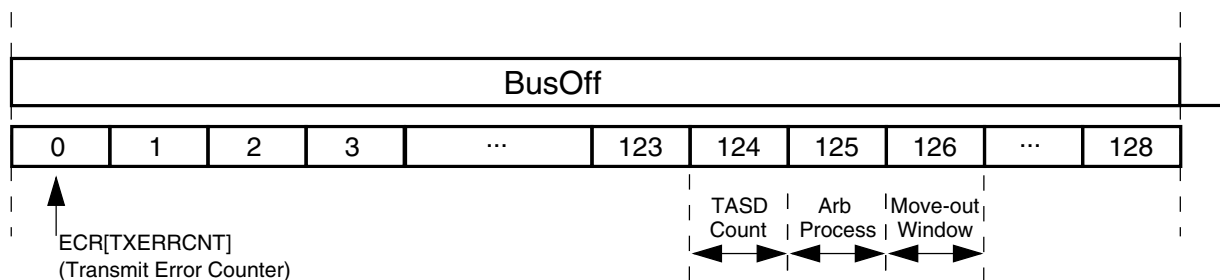 BusOff
0 1 2 3 ... 123 124 125 126 ... 128
TASD Arb Move-out
Count Process Window
ECR[TXERRCNT]
(Transmit Error Counter)